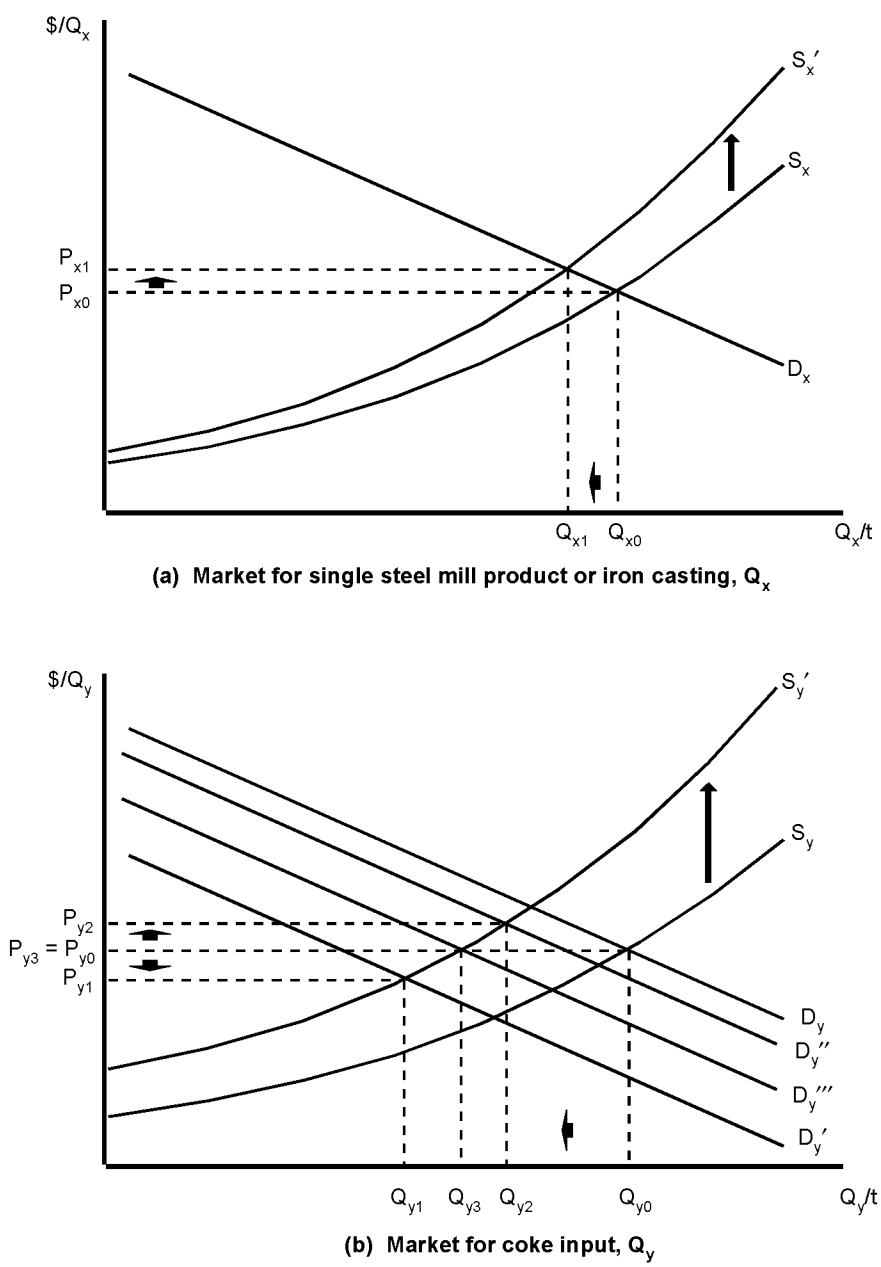 $/Qx
Sx′
Sx
Px1
Px0
Dx
Qx1 Qx0 Qx/t
(a) Market for single steel mill product or iron casting, Qx
$/Qy
Sy′
Sy
Py2
Py3 = Py0
Py1
Dy
Dy′′
Dy′′′
Dy′
Qy1 Qy3 Qy2 Qy0 Qy/t
(b) Market for coke input, Qy